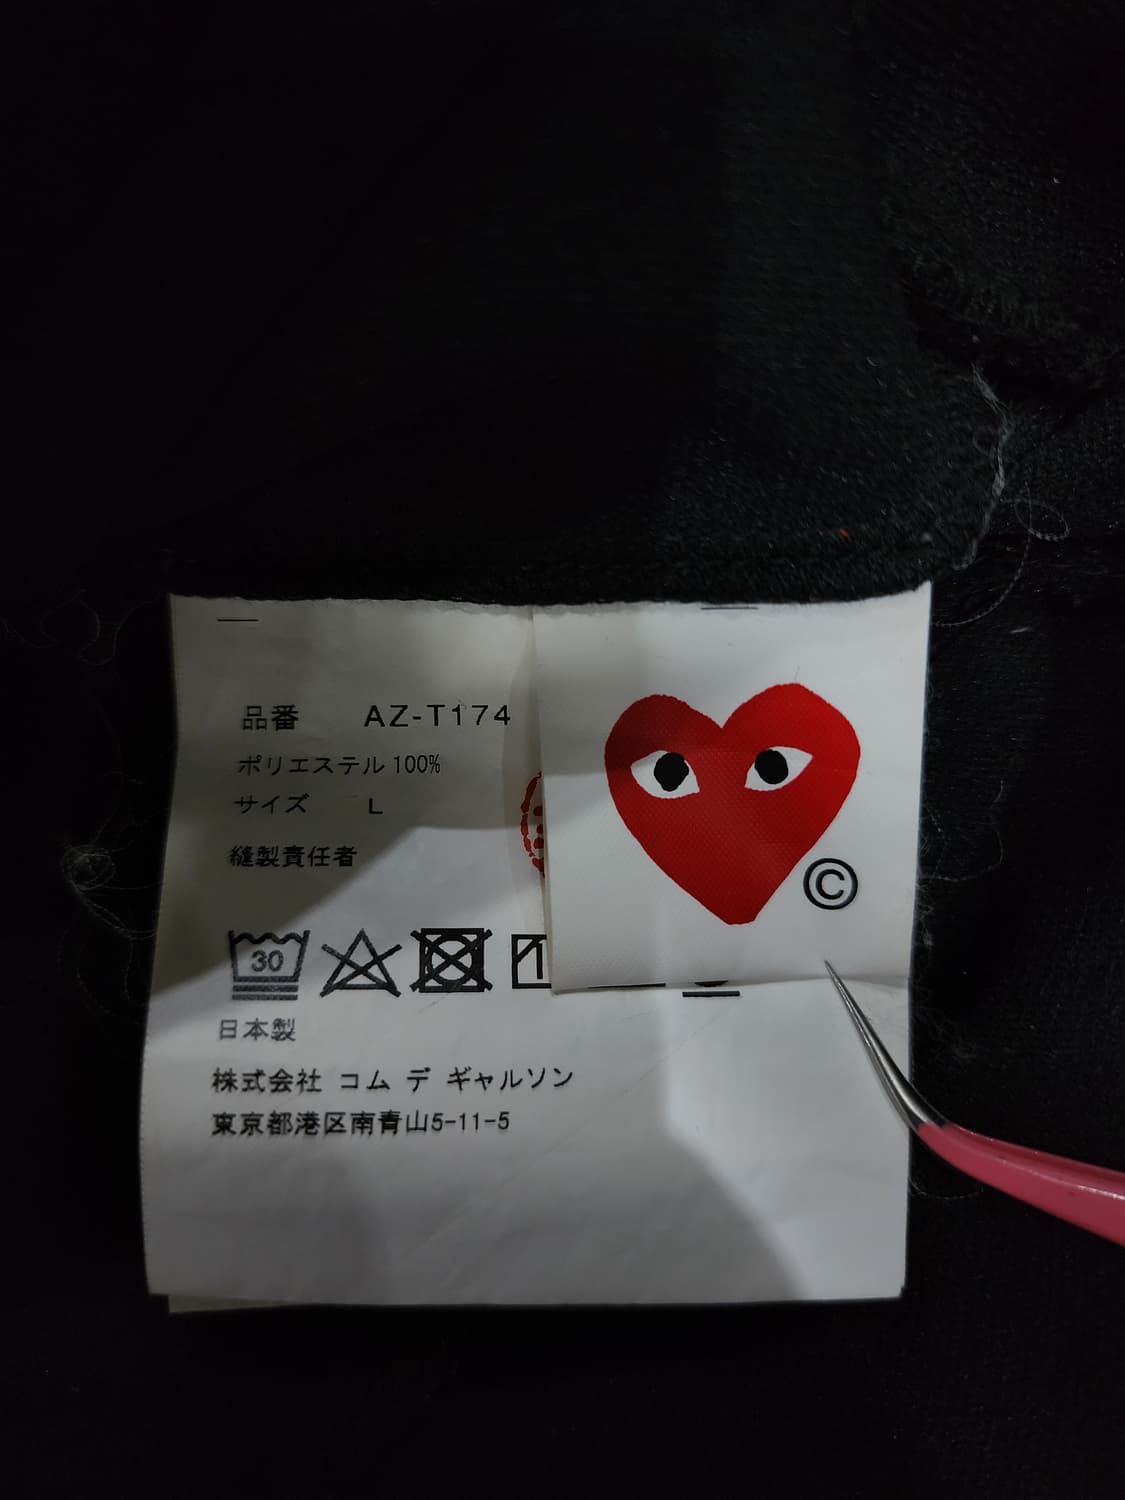 品番 AZ-T174
ポリエステル 100%
サイズ L
縫製責任者
©
30
日本製
株式会社 コム デ ギャルソン
東京都港区南青山5-11-5